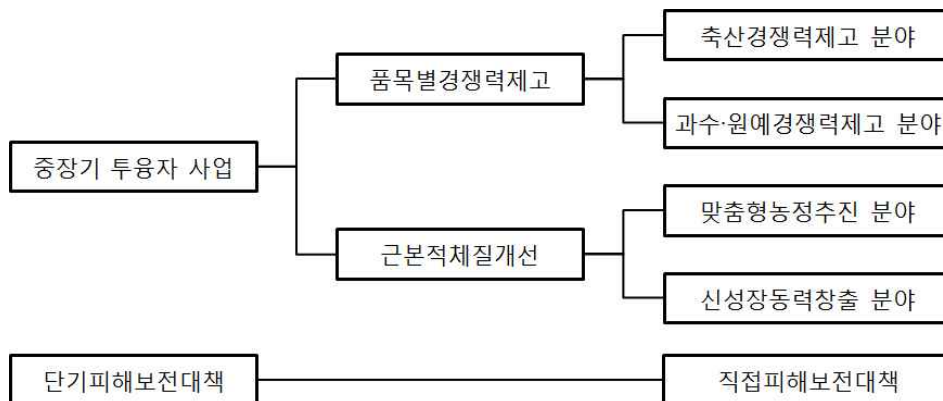 축산경쟁력제고 분야
품목별경쟁력제고
과수·원예경쟁력제고 분야
중장기 투융자 사업
맞춤형농정추진 분야
근본적체질개선
신성장동력창출 분야
단기피해보전대책
직접피해보전대책